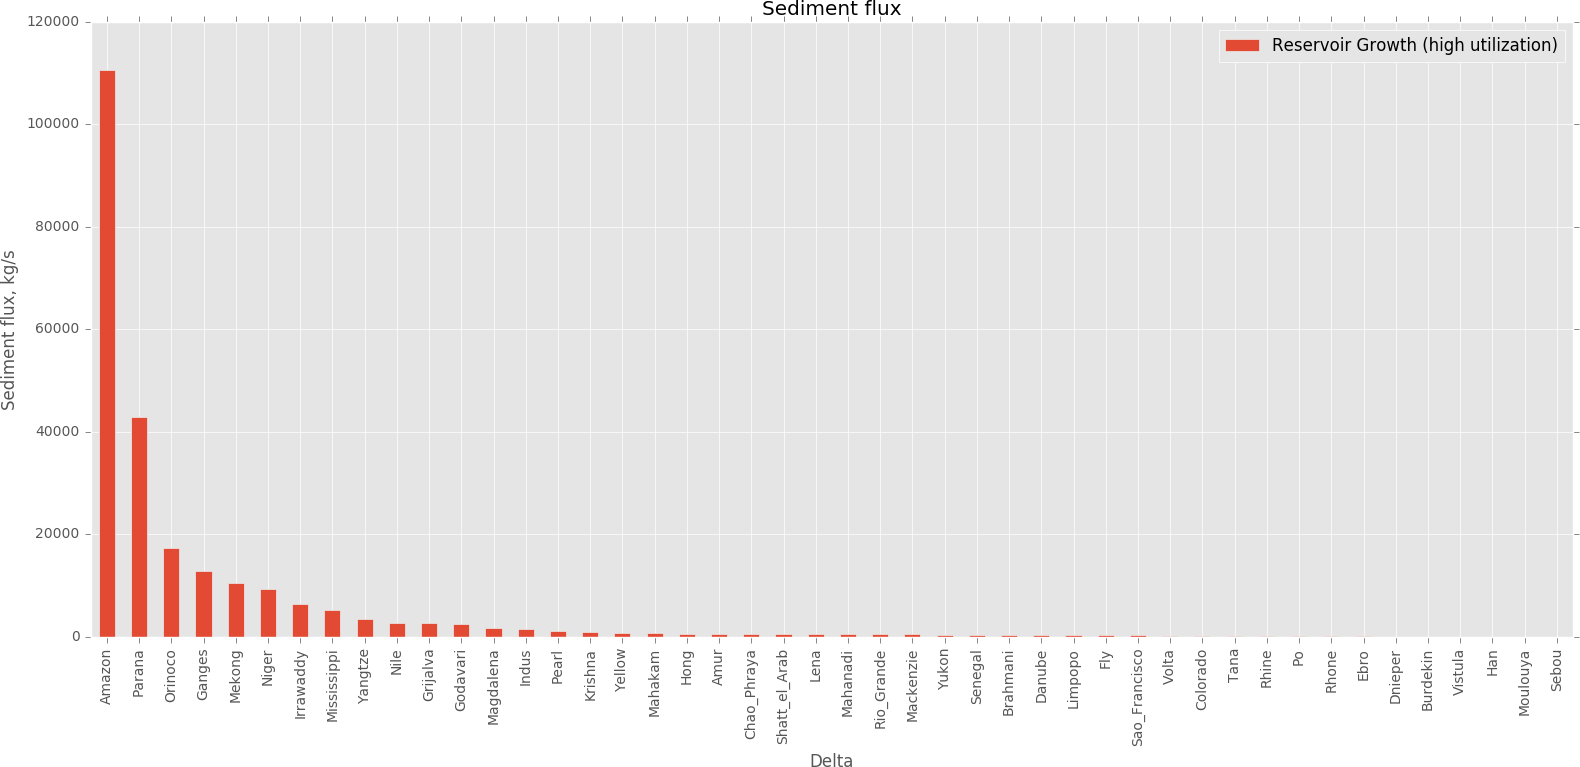 Sediment flux
Reservoir Growth (high utilization)
120000
100000
80000
60000
40000
20000
0
Sediment flux, kg/s
Amazon
Parana
Orinoco
Ganges
Mekong
Niger
Irrawaddy
Mississippi
Yangtze
Nile
Grijalva
Godavari
Magdalena
Indus
Pearl
Krishna
Yellow
Mahakam
Hong
Amur
Chao_Phraya
Shatt_el_Arab
Lena
Mahanadi
Rio_Grande
Mackenzie
Yukon
Senegal
Brahmani
Danube
Limpopo
Fly
Sao_Francisco
Volta
Colorado
Tana
Rhine
Po
Rhone
Ebro
Dnieper
Burdekin
Vistula
Han
Moulouya
Sebou
Delta